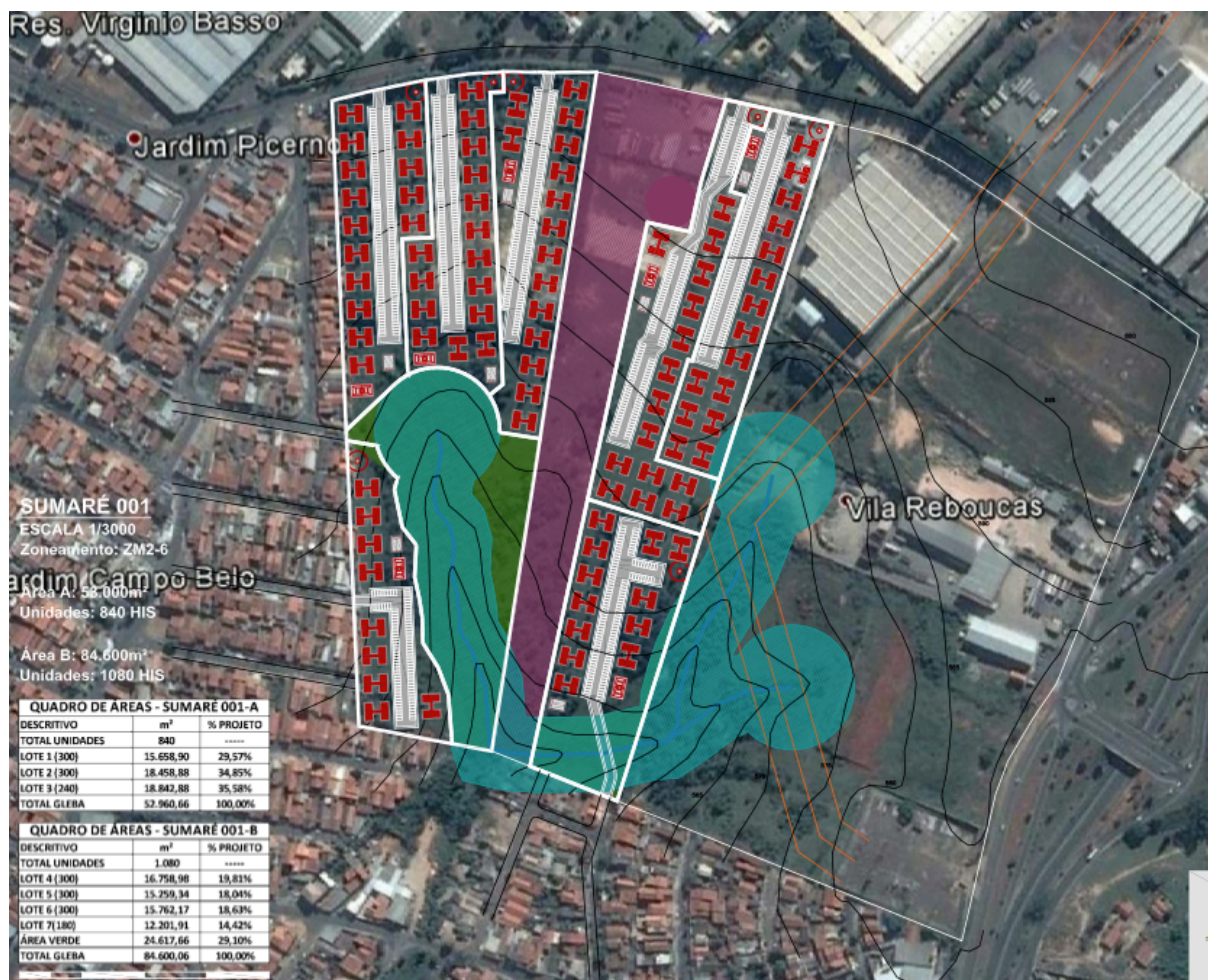 Res. Virginio Basso
Jardim Picerno
Vila Reboucas
SUMARÉ 001
ESCALA 1/3000
Zoneamento: ZM2-6
ardim Campo Belo
Área A: 53.000m²
Unidades: 840 HIS
Área B: 84.600m²
Unidades: 1080 HIS
QUADRO DE ÁREAS - SUMARÉ 001-A
DESCRITIVO m² % PROJETO
TOTAL UNIDADES 840 -----
LOTE 1 (300) 15.658,90 29,57%
LOTE 2 (300) 18.458,88 34,85%
LOTE 3 (240) 18.842,88 35,58%
TOTAL GLEBA 52.960,66 100,00%
QUADRO DE ÁREAS - SUMARÉ 001-B
DESCRITIVO m² % PROJETO
TOTAL UNIDADES 1.080 -----
LOTE 4 (300) 16.758,98 19,81%
LOTE 5 (300) 15.259,34 18,04%
LOTE 6 (300) 15.762,17 18,63%
LOTE 7(180) 12.201,91 14,42%
ÁREA VERDE 24.617,66 29,10%
TOTAL GLEBA 84.600,06 100,00%